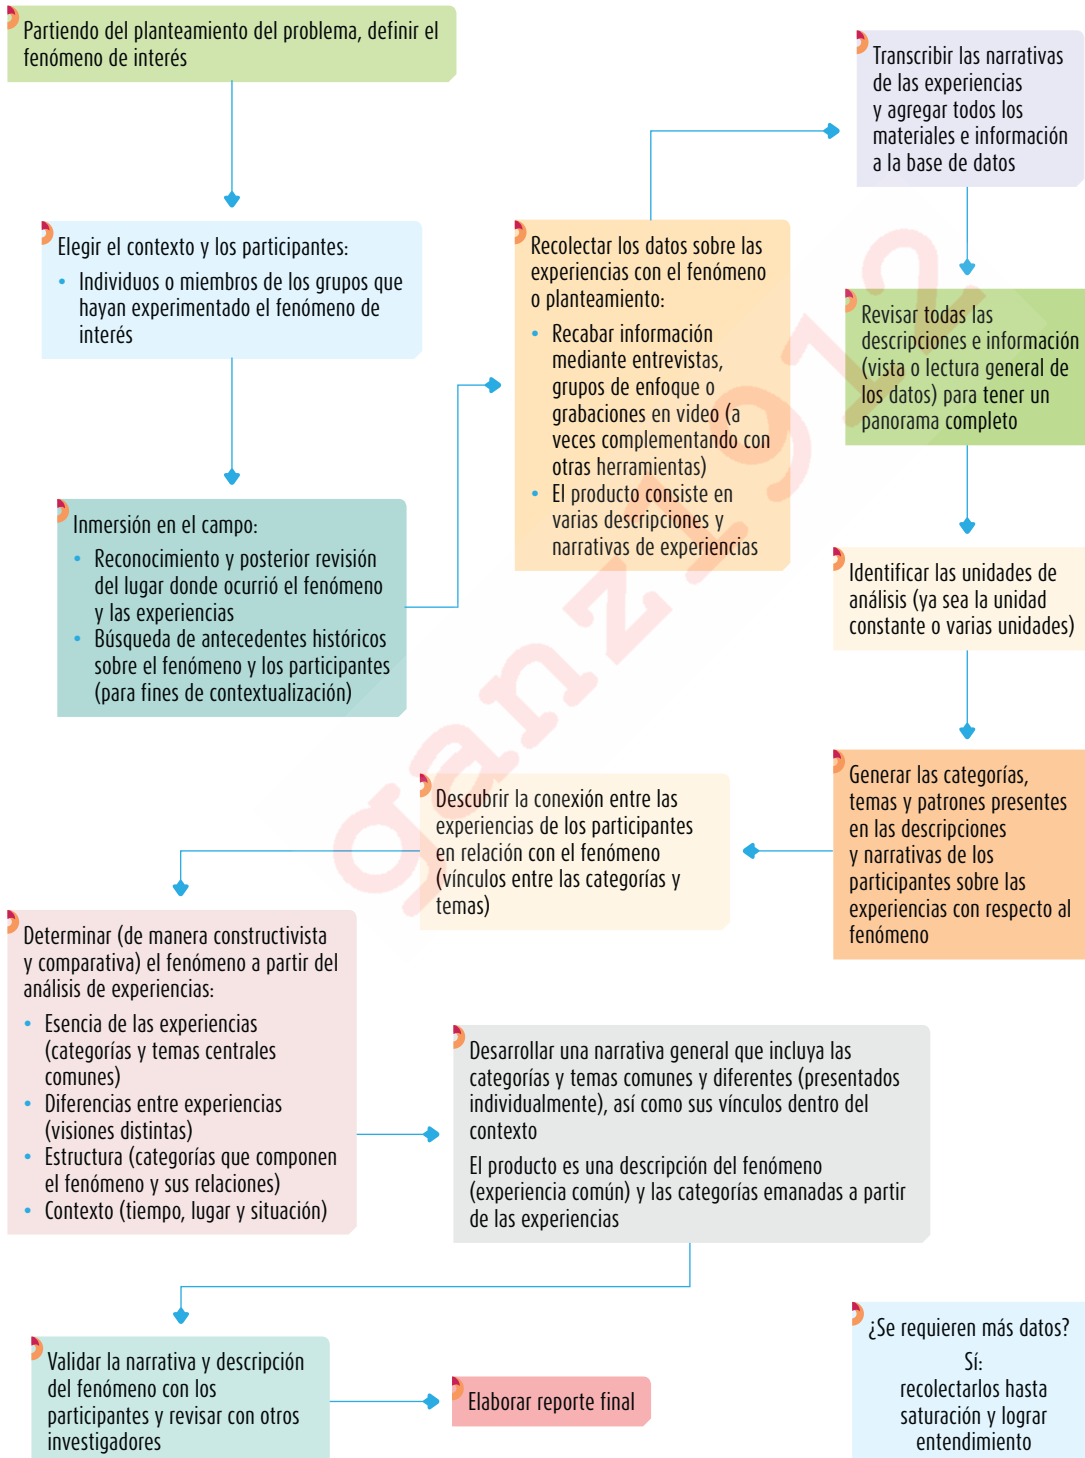 Partiendo del planteamiento del problema, definir el
fenómeno de interés
Elegir el contexto y los participantes:
• Individuos o miembros de los grupos que
hayan experimentado el fenómeno de
interés
Inmersión en el campo:
• Reconocimiento y posterior revisión
del lugar donde ocurrió el fenómeno
y las experiencias
• Búsqueda de antecedentes históricos
sobre el fenómeno y los participantes
(para fines de contextualización)
Recolectar los datos sobre las
experiencias con el fenómeno
o planteamiento:
• Recabar información
mediante entrevistas,
grupos de enfoque o
grabaciones en video (a
veces complementando con
otras herramientas)
• El producto consiste en
varias descripciones y
narrativas de experiencias
Transcribir las narrativas
de las experiencias
y agregar todos los
materiales e información
a la base de datos
Revisar todas las
descripciones e información
(vista o lectura general de
los datos) para tener un
panorama completo
Identificar las unidades de
análisis (ya sea la unidad
constante o varias unidades)
Generar las categorías,
temas y patrones presentes
en las descripciones
y narrativas de los
participantes sobre las
experiencias con respecto al
fenómeno
Descubrir la conexión entre las
experiencias de los participantes
en relación con el fenómeno
(vínculos entre las categorías y
temas)
Determinar (de manera constructivista
y comparativa) el fenómeno a partir del
análisis de experiencias:
• Esencia de las experiencias
(categorías y temas centrales
comunes)
• Diferencias entre experiencias
(visiones distintas)
• Estructura (categorías que componen
el fenómeno y sus relaciones)
• Contexto (tiempo, lugar y situación)
Desarrollar una narrativa general que incluya las
categorías y temas comunes y diferentes (presentados
individualmente), así como sus vínculos dentro del
contexto
El producto es una descripción del fenómeno
(experiencia común) y las categorías emanadas a partir
de las experiencias
Validar la narrativa y descripción
del fenómeno con los
participantes y revisar con otros
investigadores
Elaborar reporte final
¿Se requieren más datos?
Sí:
recolectarlos hasta
saturación y lograr
entendimiento
ganz1912